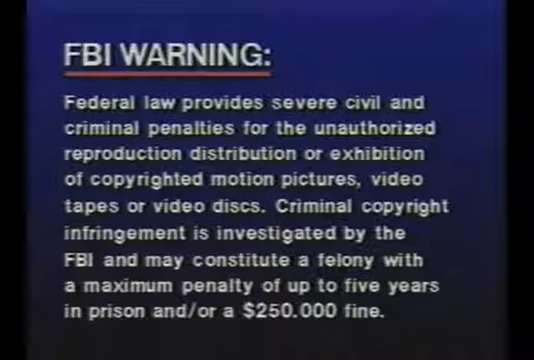 FBI WARNING:
Federal law provides severe civil and
criminal penalties for the unauthorized
reproduction distribution or exhibition
of copyrighted motion pictures, video
tapes or video discs. Criminal copyright
infringement is investigated by the
FBI and may constitute a felony with
a maximum penalty of up to five years
in prison and/or a $250.000 fine.